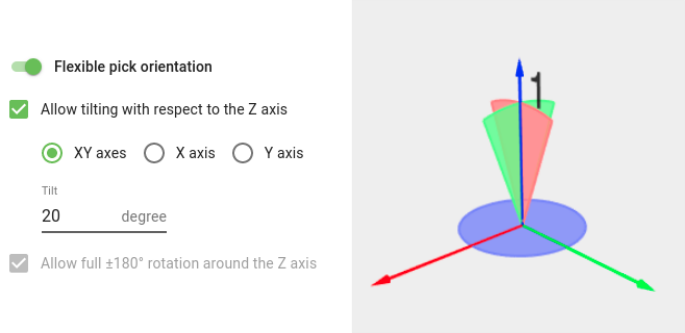 Flexible pick orientation
Allow tilting with respect to the Z axis
XY axes X axis Y axis
Tilt
20 degree
Allow full ±180° rotation around the Z axis
1